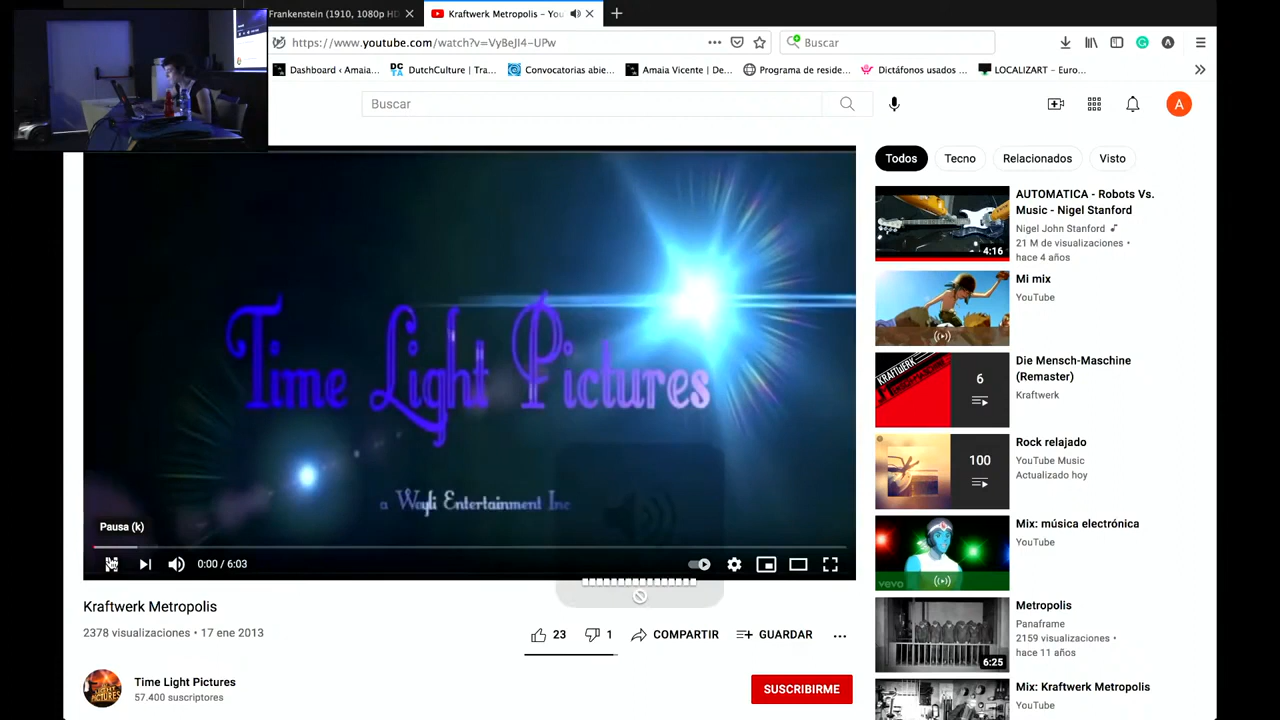 Frankenstein (1910, 1080p HD
Kraftwerk Metropolis - You
https://www.youtube.com/watch?v=VyBeJI4-UPw
Buscar
Dashboard ‹ Amaia...
DCTA
DutchCulture | Tra...
Convocatorias abie...
Amaia Vicente | De...
Programa de reside...
Dictáfonos usados ...
LOCALIZART - Euro...
Buscar
A
Todos
Tecno
Relacionados
Visto
Time Light Pictures
a Wayli Entertainment Inc
Pausa (k)
0:00 / 6:03
Kraftwerk Metropolis
2378 visualizaciones • 17 ene 2013
23
1
COMPARTIR
GUARDAR
Time Light Pictures
57.400 suscriptores
SUSCRIBIRME
AUTOMATICA - Robots Vs.
Music - Nigel Stanford
Nigel John Stanford
21 M de visualizaciones •
hace 4 años
4:16
Mi mix
YouTube
Die Mensch-Maschine
(Remaster)
Kraftwerk
KRAFTWERK
6
Rock relajado
YouTube Music
Actualizado hoy
100
Mix: música electrónica
YouTube
vevo
Metropolis
Panaframe
2159 visualizaciones •
hace 11 años
6:25
Mix: Kraftwerk Metropolis
YouTube